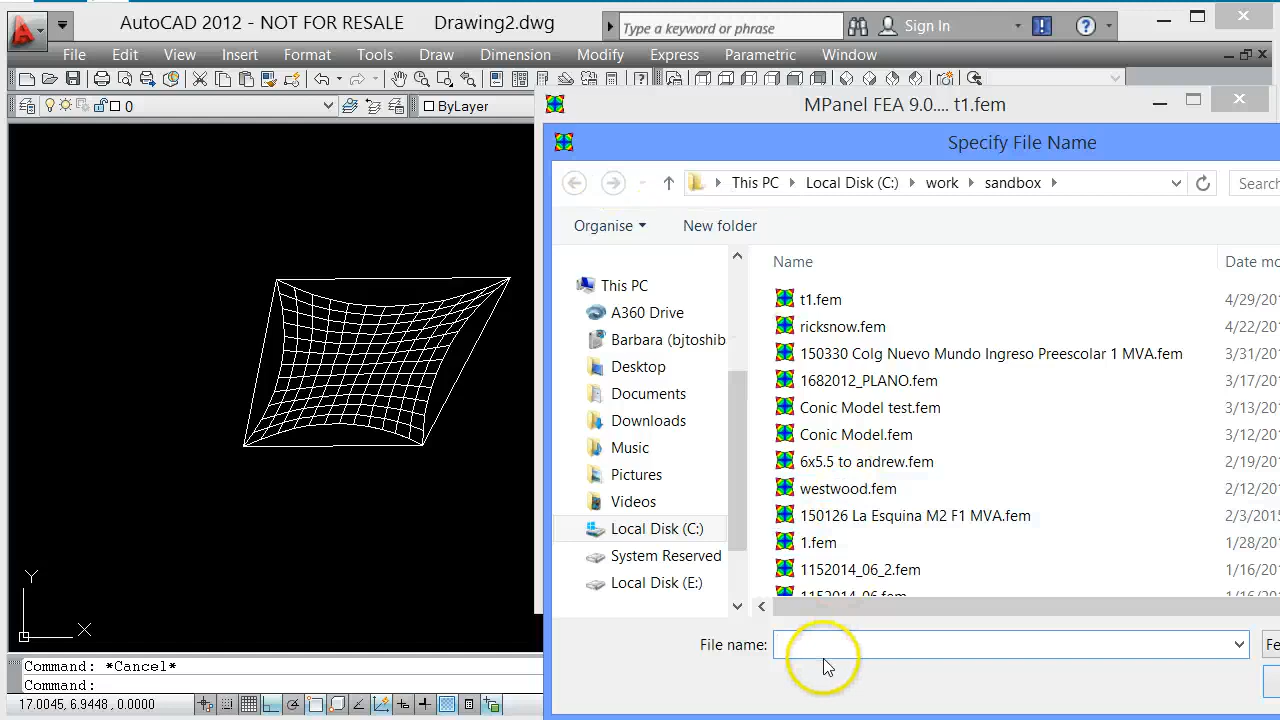 AutoCAD 2012 - NOT FOR RESALE Drawing2.dwg
Type a keyword or phrase
Sign In
File Edit View Insert Format Tools Draw Dimension Modify Express Parametric Window
0
ByLayer
MPanel FEA 9.0.... t1.fem
Specify File Name
This PC Local Disk (C:) work sandbox
Search
Organise New folder
Name Date mo
This PC
A360 Drive
Barbara (bjtoshib
Desktop
Documents
Downloads
Music
Pictures
Videos
Local Disk (C:)
System Reserved
Local Disk (E:)
t1.fem 4/29/201
ricksnow.fem 4/22/201
150330 Colg Nuevo Mundo Ingreso Preescolar 1 MVA.fem 3/31/201
1682012_PLANO.fem 3/17/201
Conic Model test.fem 3/13/201
Conic Model.fem 3/12/201
6x5.5 to andrew.fem 2/19/201
westwood.fem 2/12/201
150126 La Esquina M2 F1 MVA.fem 2/3/2015
1.fem 1/28/201
1152014_06_2.fem 1/16/201
1152014_06.fem 1/16/201
File name:
Fe
Y
X
Command: *Cancel*
Command:
17.0045, 6.9448 , 0.0000